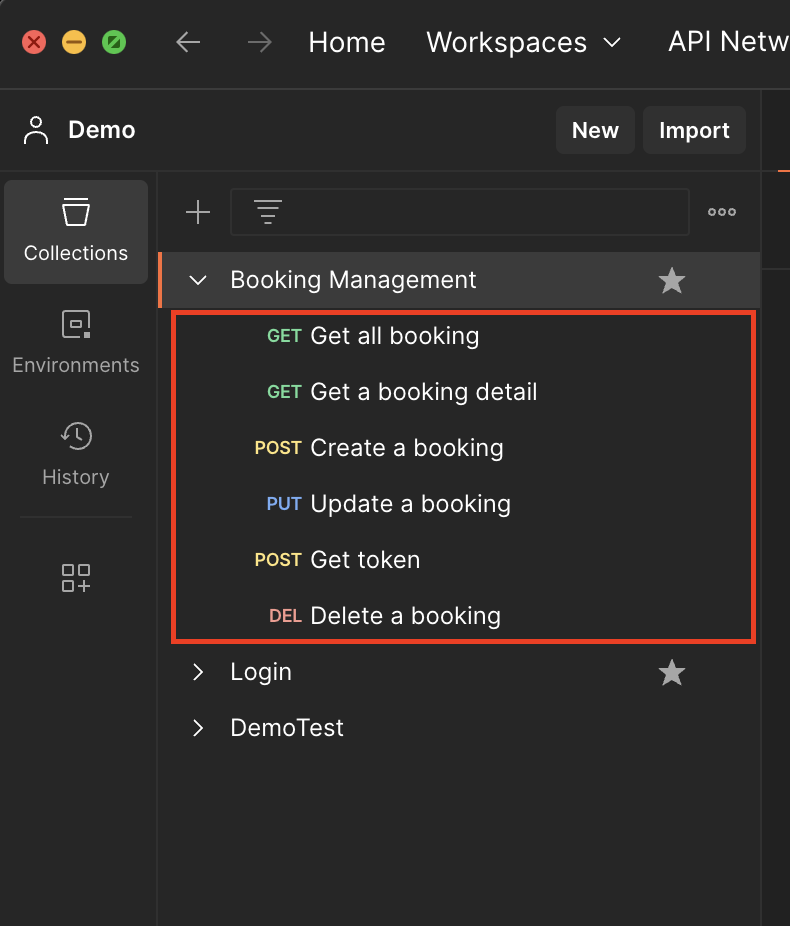 Home Workspaces API Netw
Demo New Import
Collections
Environments
History
Booking Management
GET Get all booking
GET Get a booking detail
POST Create a booking
PUT Update a booking
POST Get token
DEL Delete a booking
Login
DemoTest